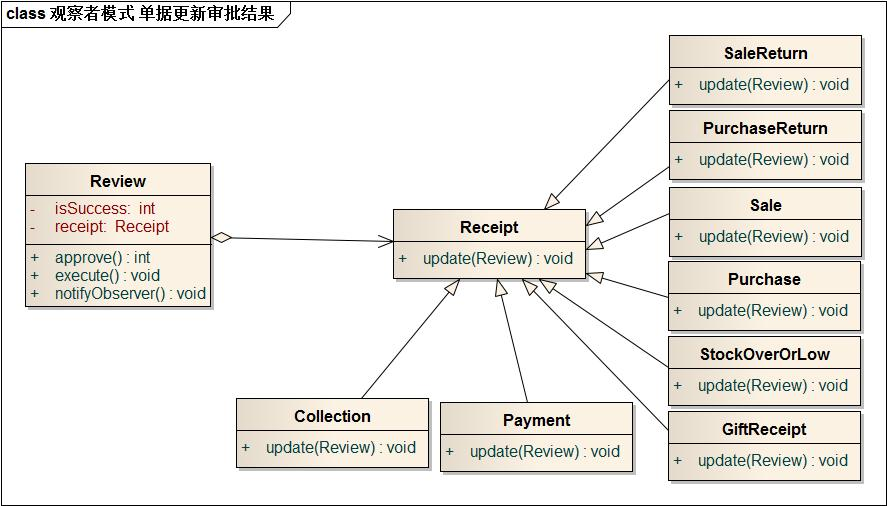 class 观察者模式 单据更新审批结果
Review
- isSuccess: int
- receipt: Receipt
+ approve() : int
+ execute() : void
+ notifyObserver() : void
Receipt
+ update(Review) : void
SaleReturn
+ update(Review) : void
PurchaseReturn
+ update(Review) : void
Sale
+ update(Review) : void
Purchase
+ update(Review) : void
StockOverOrLow
+ update(Review) : void
GiftReceipt
+ update(Review) : void
Collection
+ update(Review) : void
Payment
+ update(Review) : void